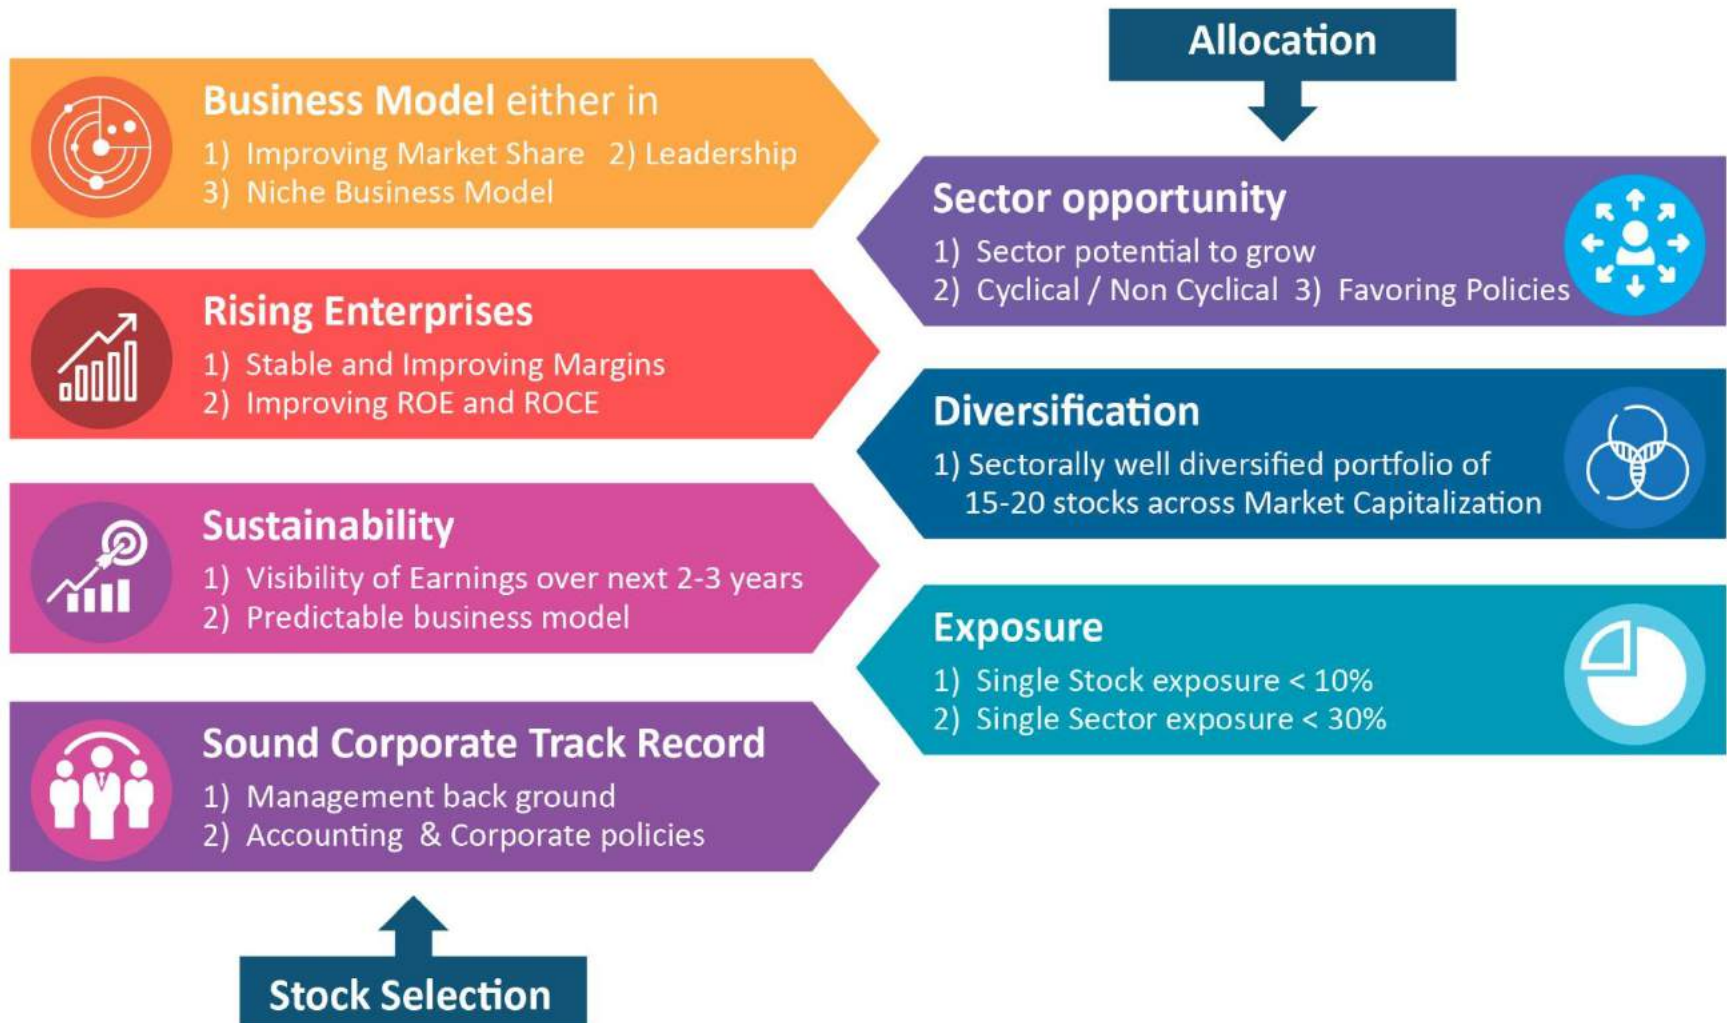 Business Model either in
1) Improving Market Share 2) Leadership
3) Niche Business Model
Rising Enterprises
1) Stable and Improving Margins
2) Improving ROE and ROCE
Sustainability
1) Visibility of Earnings over next 2-3 years
2) Predictable business model
Sound Corporate Track Record
1) Management back ground
2) Accounting & Corporate policies
Stock Selection
Allocation
Sector opportunity
1) Sector potential to grow
2) Cyclical / Non Cyclical 3) Favoring Policies
Diversification
1) Sectorally well diversified portfolio of
15-20 stocks across Market Capitalization
Exposure
1) Single Stock exposure < 10%
2) Single Sector exposure < 30%